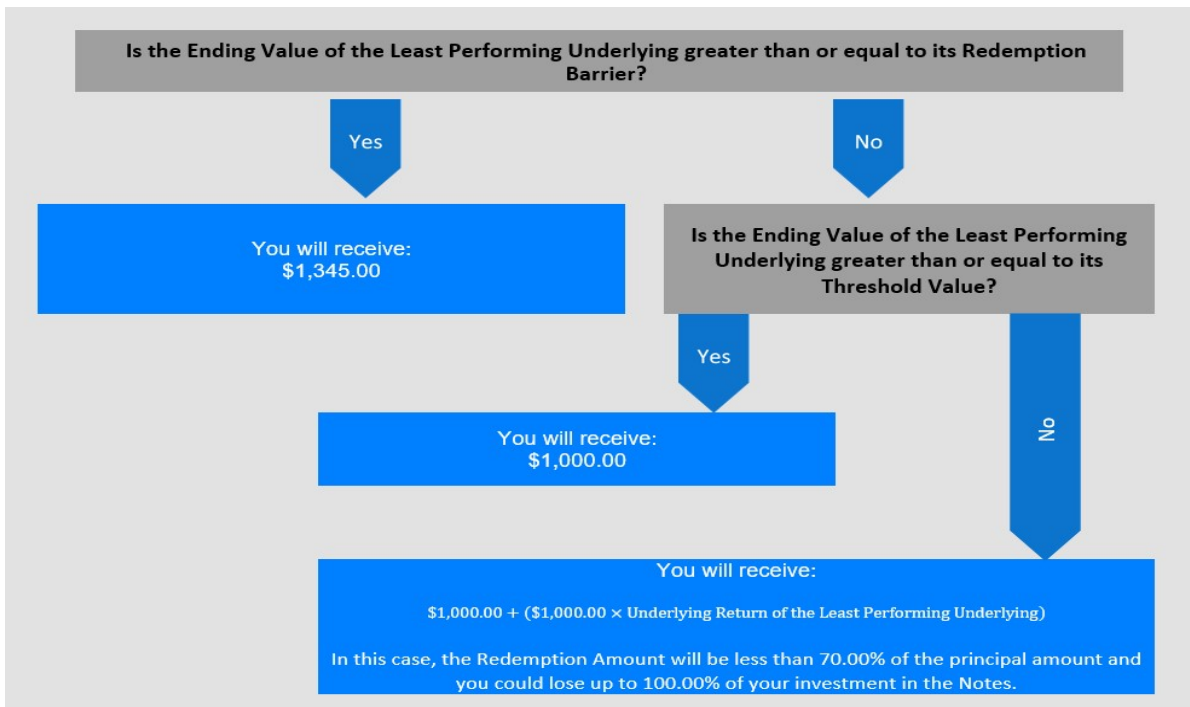 Is the Ending Value of the Least Performing Underlying greater than or equal to its Redemption
Barrier?
Yes
No
You will receive:
$1,345.00
Is the Ending Value of the Least Performing
Underlying greater than or equal to its
Threshold Value?
Yes
No
You will receive:
$1,000.00
You will receive:
$1,000.00 + ($1,000.00 × Underlying Return of the Least Performing Underlying)
In this case, the Redemption Amount will be less than 70.00% of the principal amount and
you could lose up to 100.00% of your investment in the Notes.